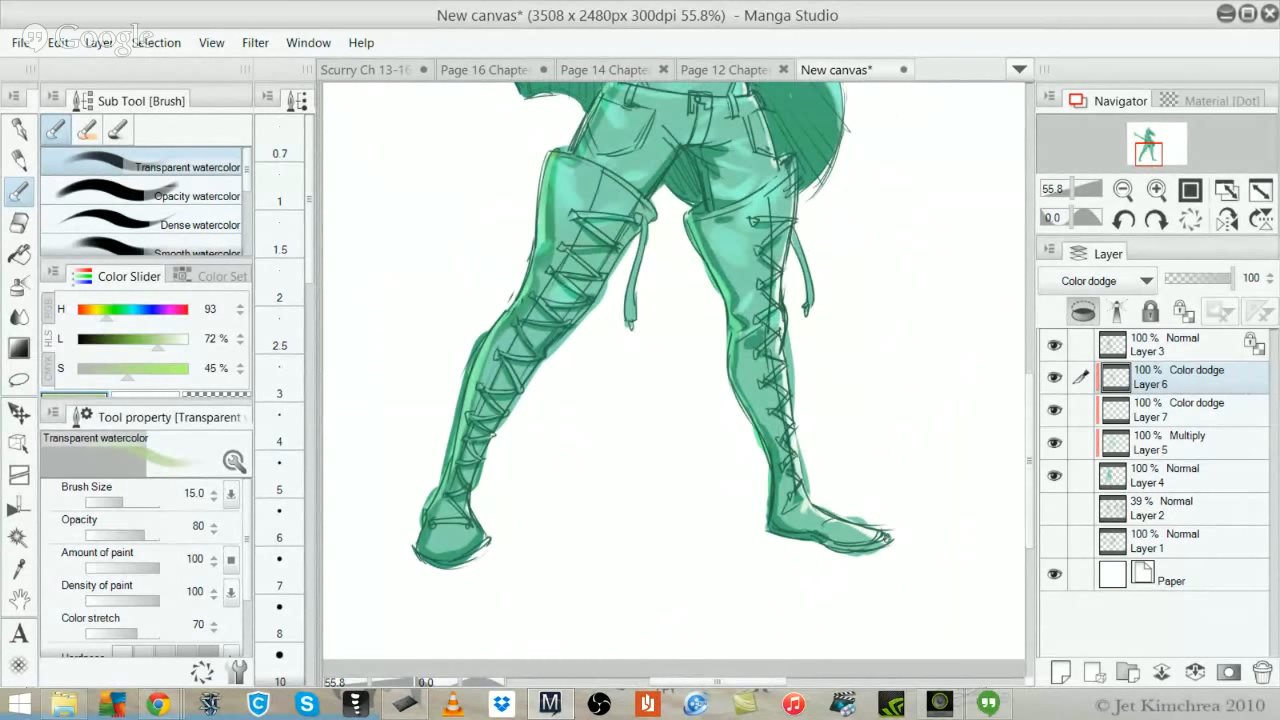 New canvas* (3508 x 2480px 300dpi 55.8%) - Manga Studio
File Edit Layer Selection View Filter Window Help
Google
Scurry Ch 13-16 Page 16 Chapte Page 14 Chapte Page 12 Chapte New canvas*
Sub Tool [Brush]
Transparent watercolor
Opacity watercolor
Dense watercolor
Smooth watercolor
Color Slider Color Set
RGB
HLS
CMYK
H 93
L 72 %
S 45 %
Tool property [Transparent
Transparent watercolor
Brush Size 15.0
Opacity 80
Amount of paint 100
Density of paint 100
Color stretch 70
Hardness
A
0.7
1
1.5
2
2.5
3
4
5
6
7
8
10
55.8 0.0
Navigator Material [Dot]
55.8
0.0
Layer
Color dodge 100
100 % Normal
Layer 3
100 % Color dodge
Layer 6
100 % Color dodge
Layer 7
100 % Multiply
Layer 5
100 % Normal
Layer 4
39 % Normal
Layer 2
100 % Normal
Layer 1
Paper
© Jet Kimchrea 2010